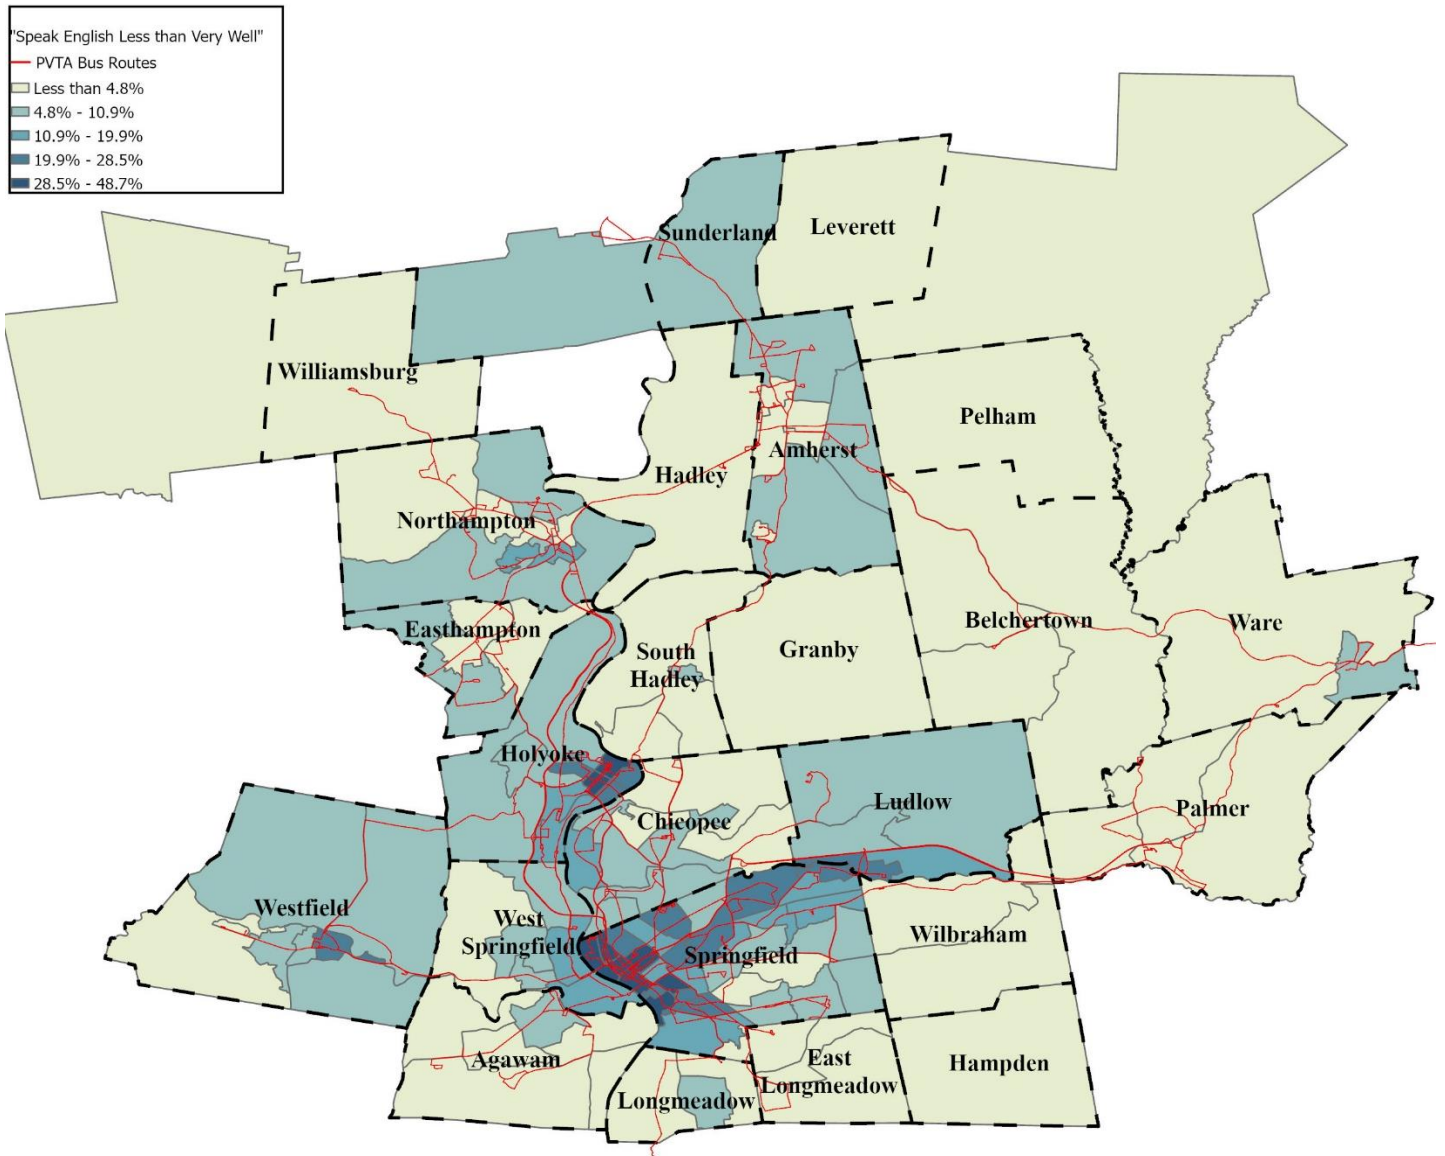 "Speak English Less than Very Well"
PVTA Bus Routes
Less than 4.8%
4.8% - 10.9%
10.9% - 19.9%
19.9% - 28.5%
28.5% - 48.7%
Sunderland
Leverett
Williamsburg
Pelham
Hadley
Amherst
Northampton
Easthampton
South
Hadley
Granby
Belchertown
Ware
Holyoke
Chicopee
Ludlow
Palmer
Westfield
West
Springfield
Springfield
Wilbraham
Agawam
Longmeadow
East
Longmeadow
Hampden